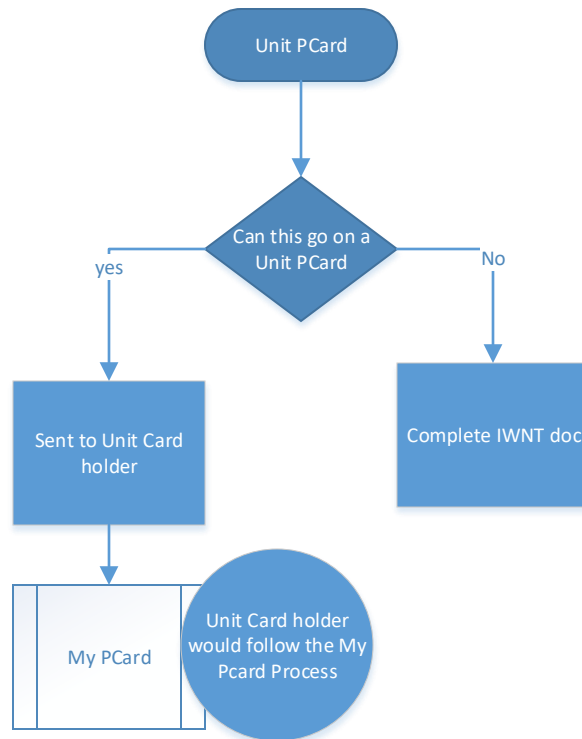 Unit PCard
Can this go on a
Unit PCard
yes
No
Sent to Unit Card
holder
Complete IWNT doc
My PCard
Unit Card holder
would follow the My
Pcard Process